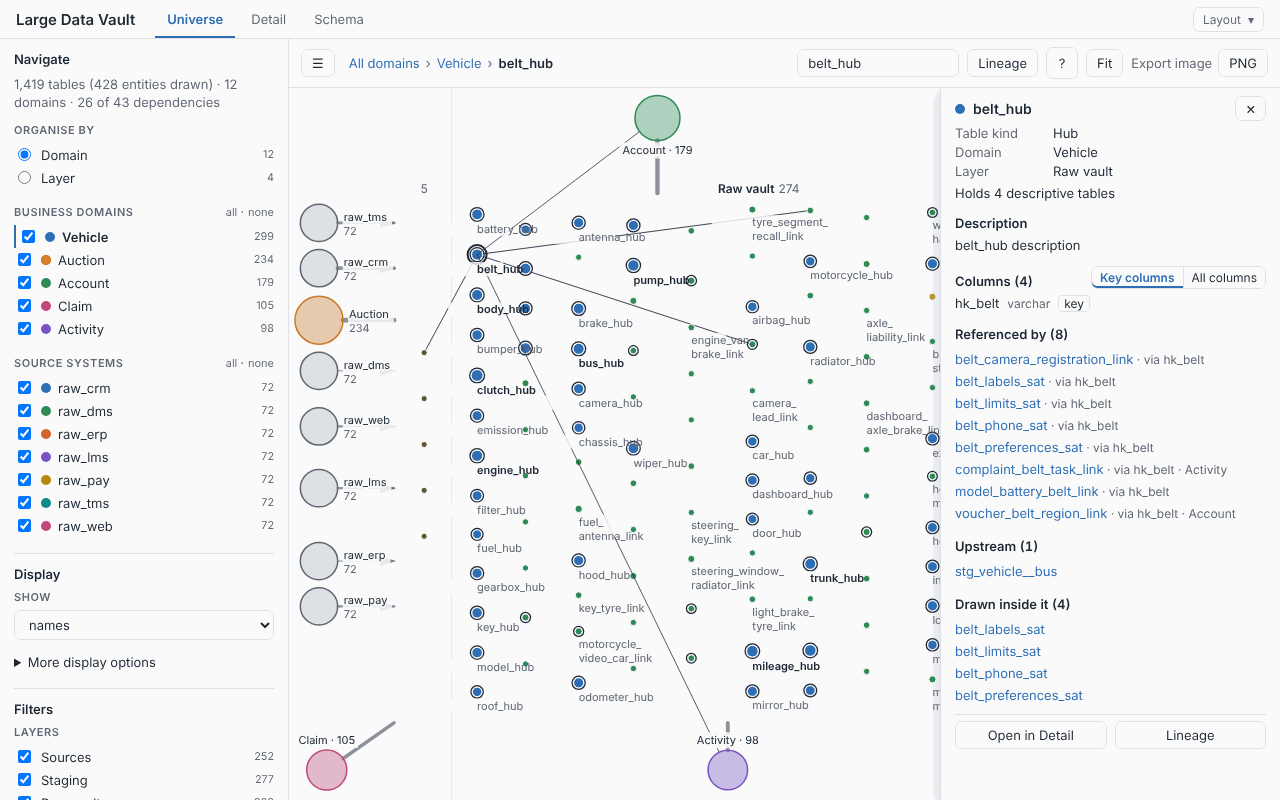 Large Data Vault
Universe
Detail
Schema
Layout ▾
Navigate
1,419 tables (428 entities drawn) · 12
domains · 26 of 43 dependencies
ORGANISE BY
Domain 12
Layer 4
BUSINESS DOMAINS all · none
Vehicle 299
Auction 234
Account 179
Claim 105
Activity 98
SOURCE SYSTEMS all · none
raw_crm 72
raw_dms 72
raw_erp 72
raw_lms 72
raw_pay 72
raw_tms 72
raw_web 72
Display
SHOW
names
▶ More display options
Filters
LAYERS
Sources 252
Staging 277
☰
All domains › Vehicle › belt_hub
belt_hub
Lineage
?
Fit
Export image
PNG
Account · 179
5
Raw vault 274
raw_tms
72
raw_crm
72
Auction
234
raw_dms
72
raw_web
72
raw_lms
72
raw_erp
72
raw_pay
72
Claim · 105
Activity · 98
battery_hub
belt_hub
body_hub
bumper_hub
clutch_hub
emission_hub
engine_hub
filter_hub
fuel_hub
gearbox_hub
key_hub
model_hub
roof_hub
antenna_hub
brake_hub
bus_hub
camera_hub
chassis_hub
fuel_
antenna_link
hood_hub
key_tyre_link
motorcycle_
video_car_link
odometer_hub
pump_hub
wiper_hub
engine_van_
brake_link
steering_
key_link
steering_window_
radiator_link
tyre_segment_
recall_link
airbag_hub
camera_
lead_link
car_hub
dashboard_hub
door_hub
light_brake_
tyre_link
mileage_hub
mirror_hub
motorcycle_hub
radiator_hub
trunk_hub
axle_
liability_link
dashboard_
axle_brake_lin
belt_hub
×
Table kind Hub
Domain Vehicle
Layer Raw vault
Holds 4 descriptive tables
Description
belt_hub description
Columns (4)
Key columns
All columns
hk_belt varchar key
Referenced by (8)
belt_camera_registration_link · via hk_belt
belt_labels_sat · via hk_belt
belt_limits_sat · via hk_belt
belt_phone_sat · via hk_belt
belt_preferences_sat · via hk_belt
complaint_belt_task_link · via hk_belt · Activity
model_battery_belt_link · via hk_belt
voucher_belt_region_link · via hk_belt · Account
Upstream (1)
stg_vehicle__bus
Drawn inside it (4)
belt_labels_sat
belt_limits_sat
belt_phone_sat
belt_preferences_sat
Open in Detail
Lineage